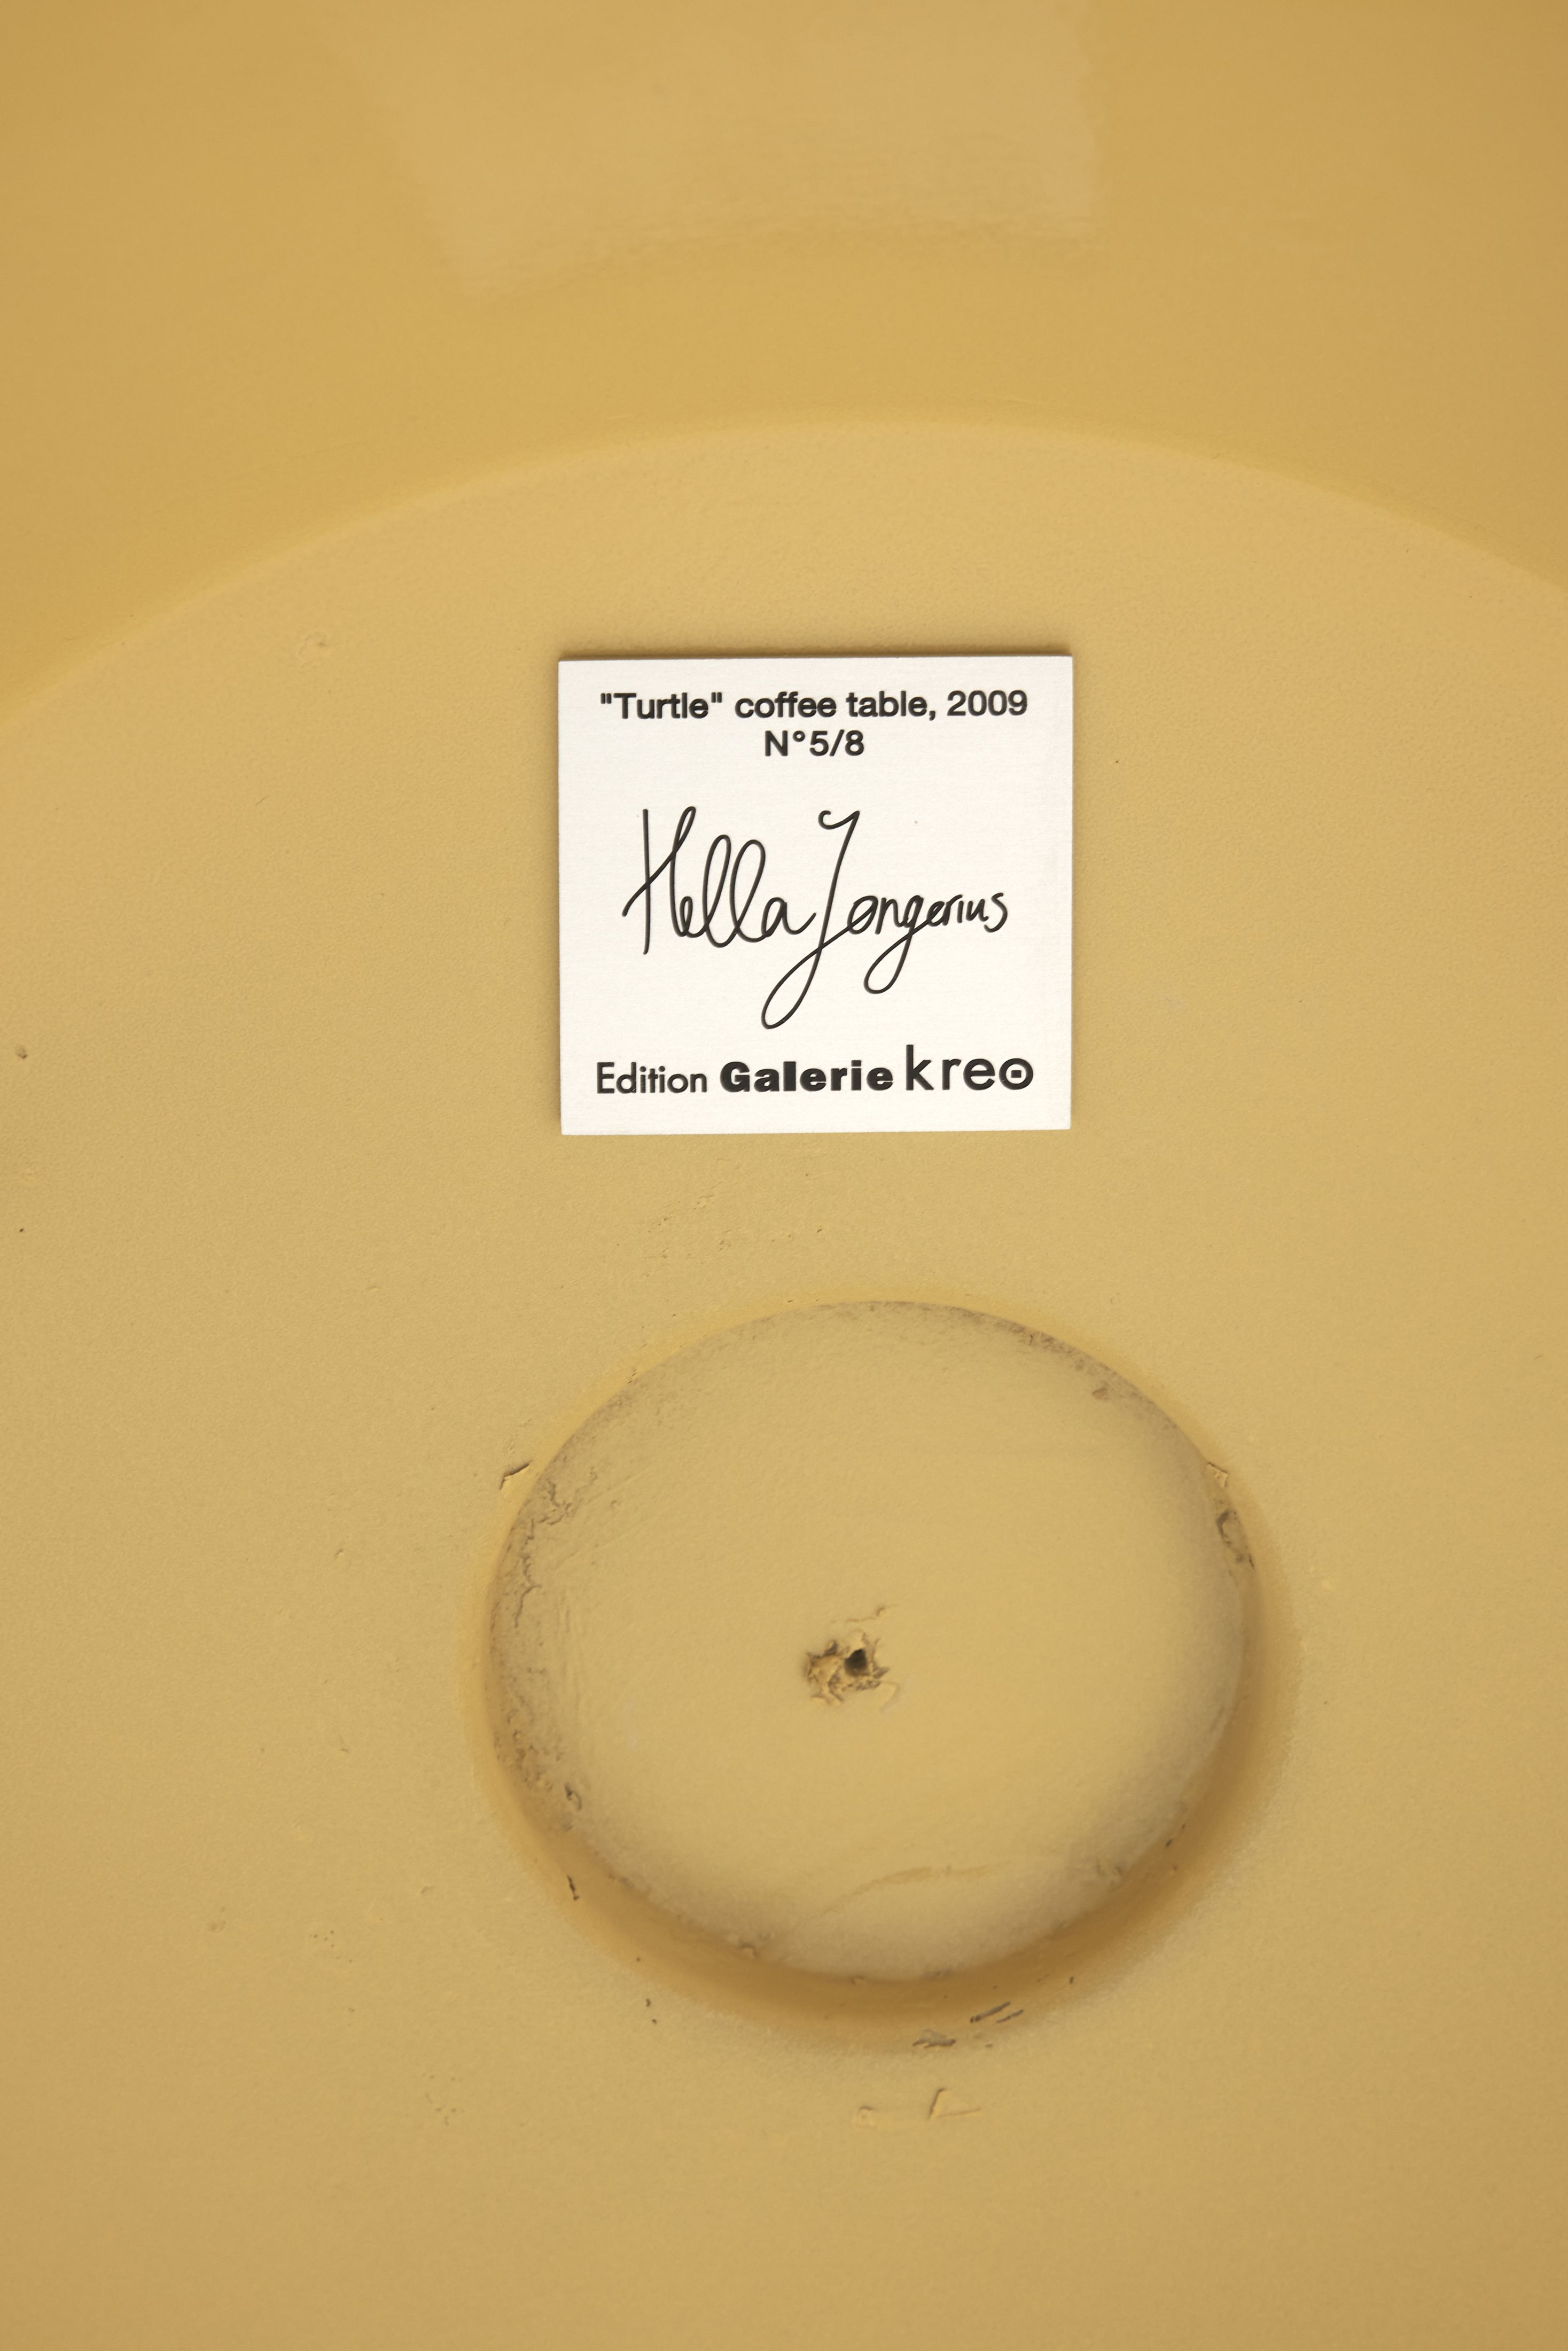 "Turtle" coffee table, 2009
N°5/8
Hella Jongerius
Edition Galerie kreo